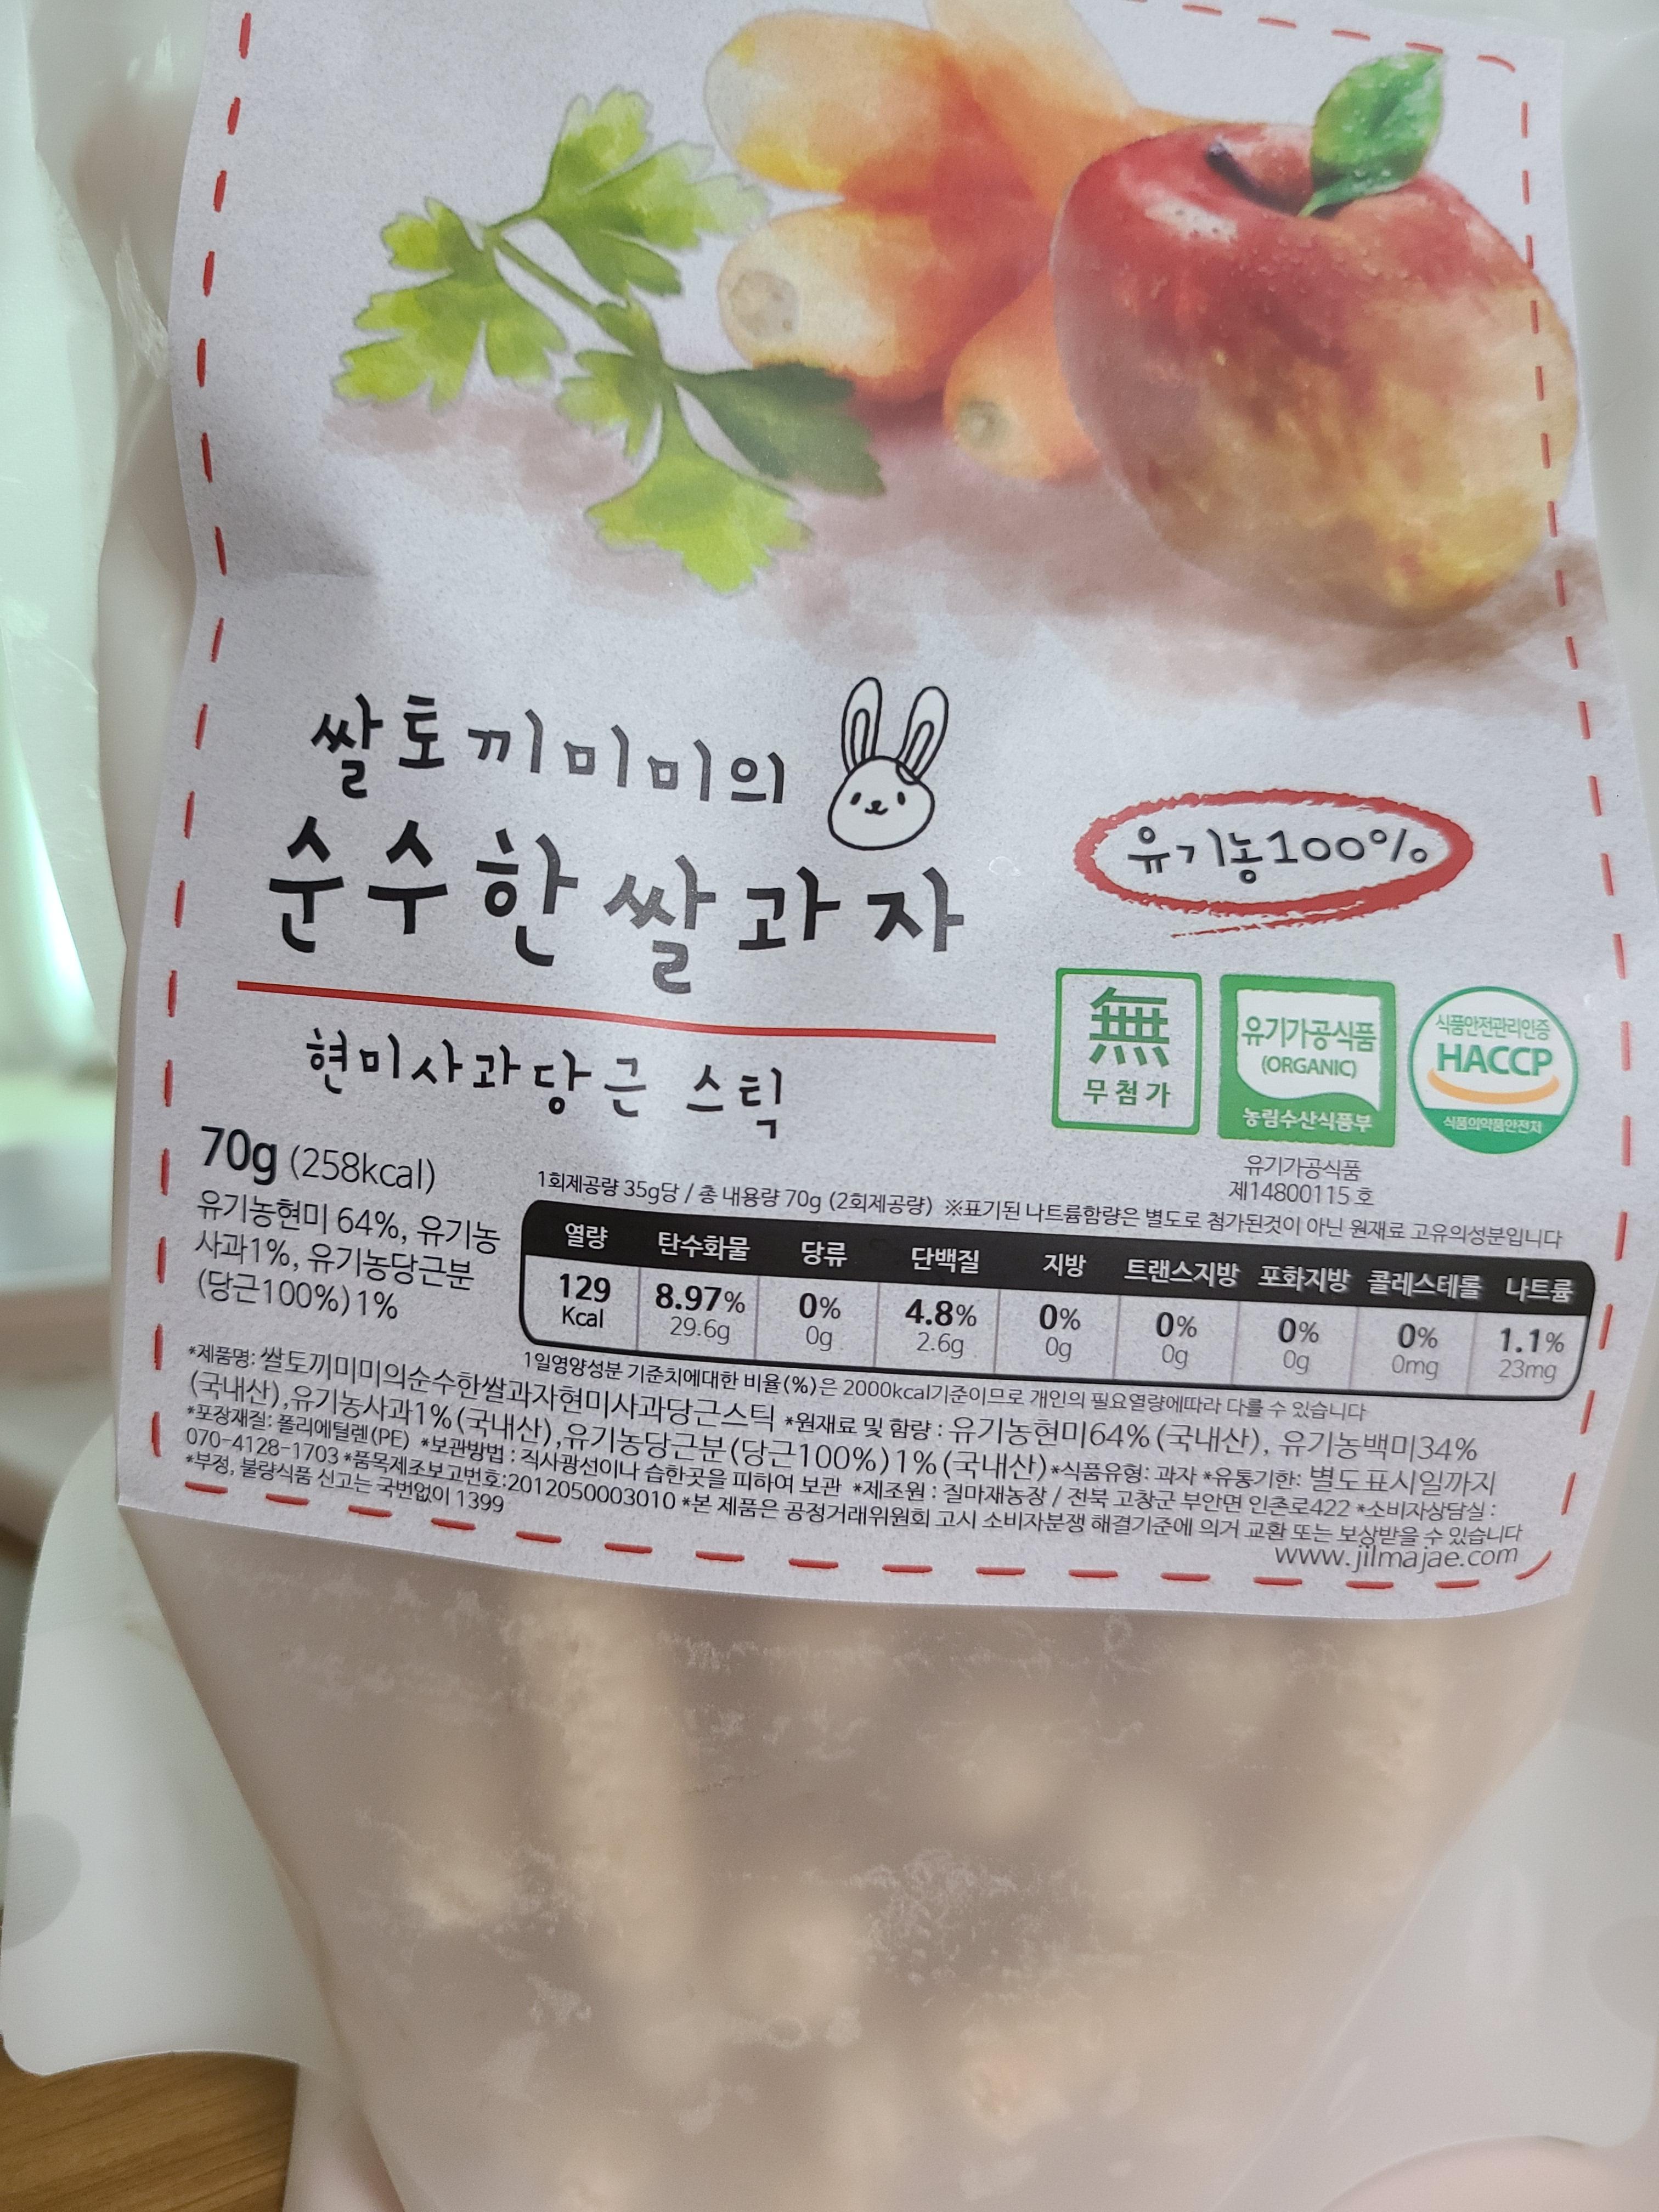 쌀토끼미미의
순수한쌀과자
유기농100%
현미사과당근 스틱
無
무첨가
유기가공식품
(ORGANIC)
농림수산식품부
식품안전관리인증
HACCP
식품의약품안전처
유기가공식품
제14800115호
70g (258kcal)
유기농현미 64%, 유기농
사과1%, 유기농당근분
(당근100%)1%
1회제공량 35g당 / 총 내용량 70g (2회제공량) ※표기된 나트륨함량은 별도로 첨가된것이 아닌 원재료 고유의성분입니다
열량 탄수화물 당류 단백질 지방 트랜스지방 포화지방 콜레스테롤 나트륨
129 8.97% 0% 4.8% 0% 0% 0% 0% 1.1%
Kcal 29.6g 0g 2.6g 0g 0g 0g 0mg 23mg
1일영양성분 기준치에대한 비율(%)은 2000kcal기준이므로 개인의 필요열량에따라 다를 수 있습니다
*제품명: 쌀토끼미미의순수한쌀과자현미사과당근스틱 *원재료 및 함량 : 유기농현미64%(국내산), 유기농백미34%
(국내산),유기농사과1%(국내산),유기농당근분(당근100%)1%(국내산)*식품유형: 과자 *유통기한: 별도표시일까지
*포장재질: 폴리에틸렌(PE) *보관방법 : 직사광선이나 습한곳을 피하여 보관 *제조원 : 질마재농장 / 전북 고창군 부안면 인촌로422 *소비자상담실 :
070-4128-1703 *품목제조보고번호:2012050003010 *본 제품은 공정거래위원회 고시 소비자분쟁 해결기준에 의거 교환 또는 보상받을 수 있습니다
*부정, 불량식품 신고는 국번없이 1399
www.jilmajae.com